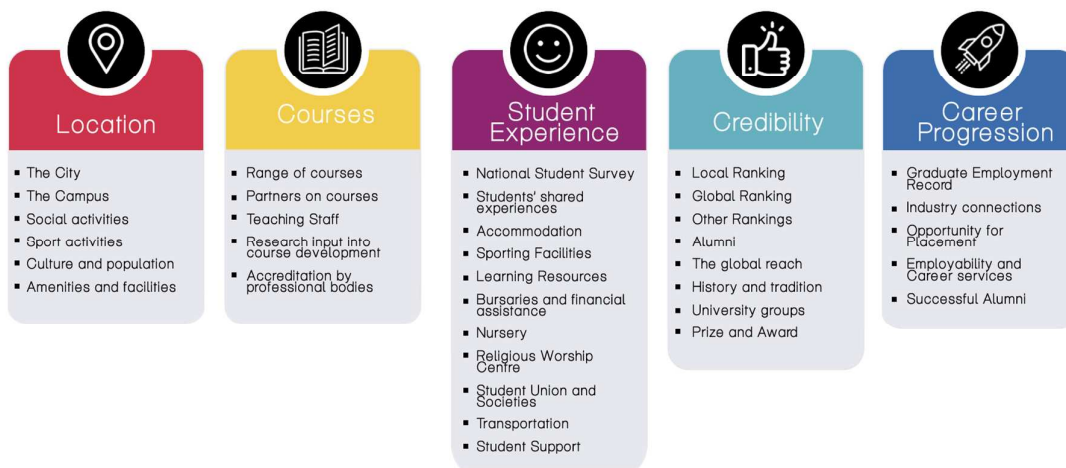 Location
The City
The Campus
Social activities
Sport activities
Culture and population
Amenities and facilities
Courses
Range of courses
Partners on courses
Teaching Staff
Research input into
course development
Accreditation by
professional bodies
Student
Experience
National Student Survey
Students' shared
experiences
Accommodation
Sporting Facilities
Learning Resources
Bursaries and financial
assistance
Nursery
Religious Worship
Centre
Student Union and
Societies
Transportation
Student Support
Credibility
Local Ranking
Global Ranking
Other Rankings
Alumni
The global reach
History and tradition
University groups
Prize and Award
Career
Progression
Graduate Employment
Record
Industry connections
Opportunity for
Placement
Employability and
Career services
Successful Alumni